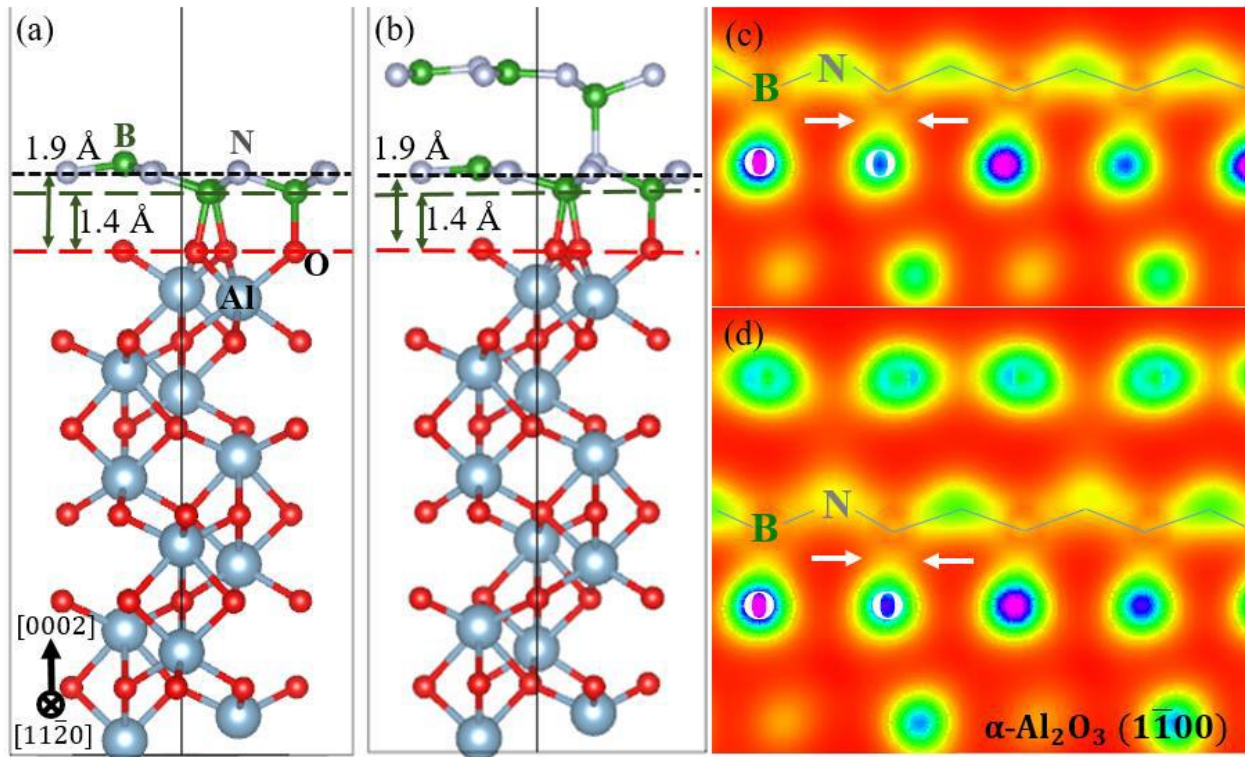 (a)
B
N
1.9 Å
1.4 Å
O
Al
[0002]
[112̅0]
(b)
1.9 Å
1.4 Å
(c)
N
B
(d)
N
B
α-Al₂O₃ (11̅00)